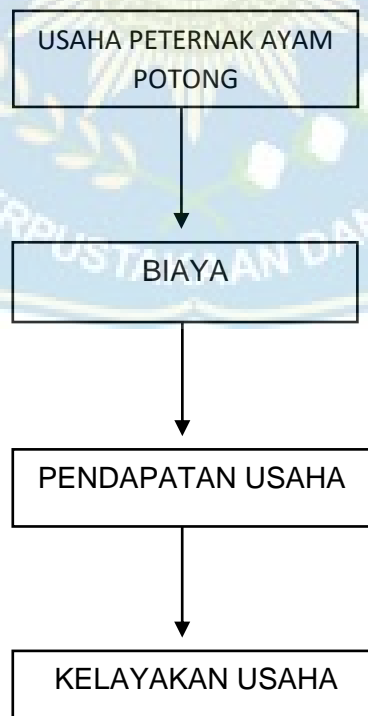 USAHA PETERNAK AYAM
POTONG
BIAYA
PENDAPATAN USAHA
KELAYAKAN USAHA